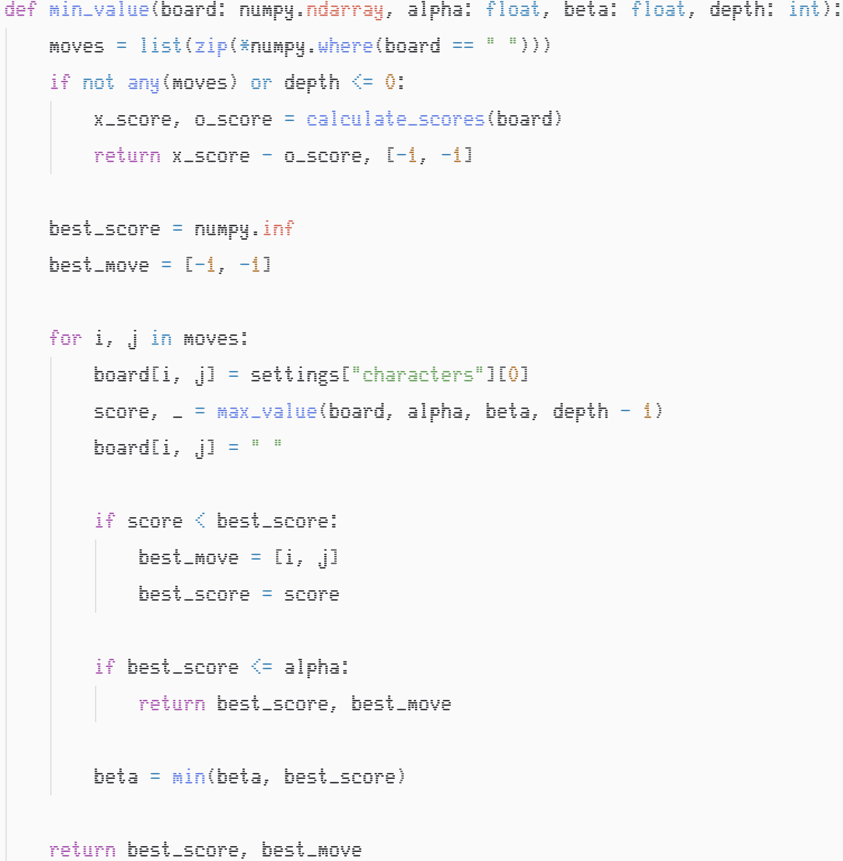 def min_value(board: numpy.ndarray, alpha: float, beta: float, depth: int):
    moves = list(zip(*numpy.where(board == " ")))
    if not any(moves) or depth <= 0:
        x_score, o_score = calculate_scores(board)
        return x_score - o_score, [-1, -1]

    best_score = numpy.inf
    best_move = [-1, -1]

    for i, j in moves:
        board[i, j] = settings["characters"][0]
        score, _ = max_value(board, alpha, beta, depth - 1)
        board[i, j] = " "

        if score < best_score:
            best_move = [i, j]
            best_score = score

        if best_score <= alpha:
            return best_score, best_move

        beta = min(beta, best_score)

    return best_score, best_move